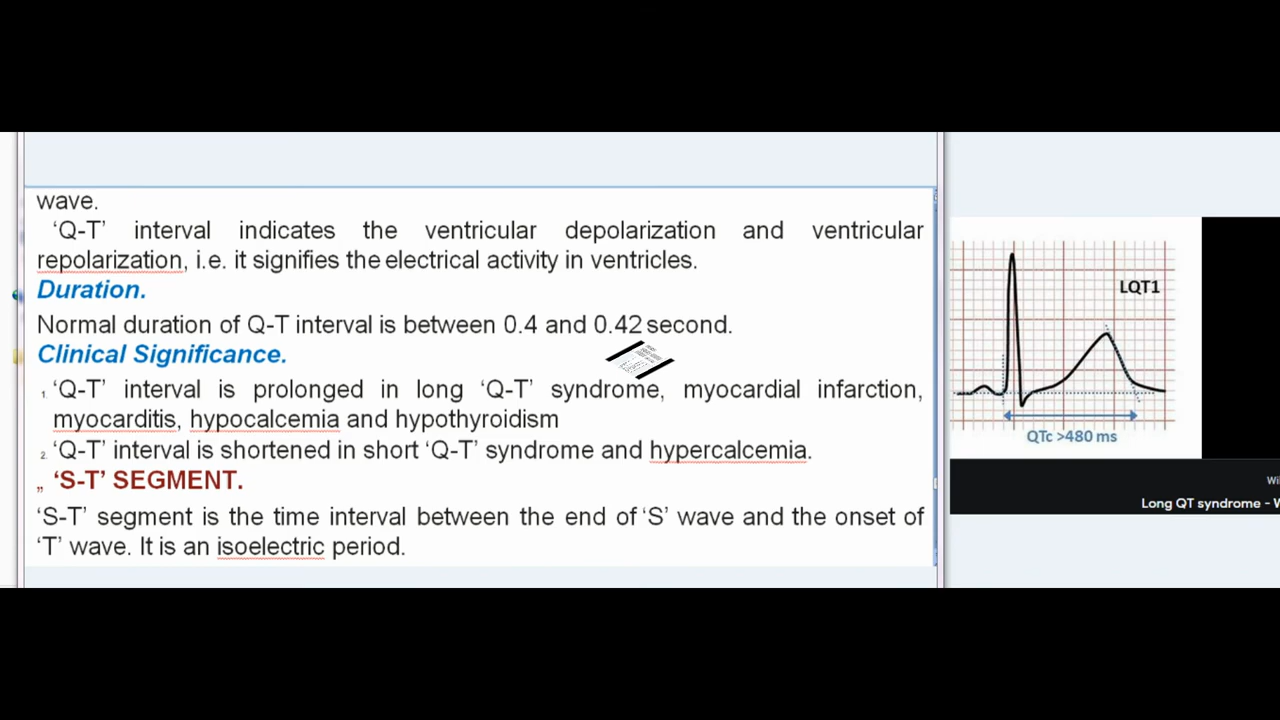 wave.
‘Q-T’ interval indicates the ventricular depolarization and ventricular
repolarization, i.e. it signifies the electrical activity in ventricles.
Duration.
Normal duration of Q-T interval is between 0.4 and 0.42 second.
Clinical Significance.
1. ‘Q-T’ interval is prolonged in long ‘Q-T’ syndrome, myocardial infarction,
myocarditis, hypocalcemia and hypothyroidism
2. ‘Q-T’ interval is shortened in short ‘Q-T’ syndrome and hypercalcemia.
„ ‘S-T’ SEGMENT.
‘S-T’ segment is the time interval between the end of ‘S’ wave and the onset of
‘T’ wave. It is an isoelectric period.
LQT1
QTc >480 ms
Wi
Long QT syndrome - W